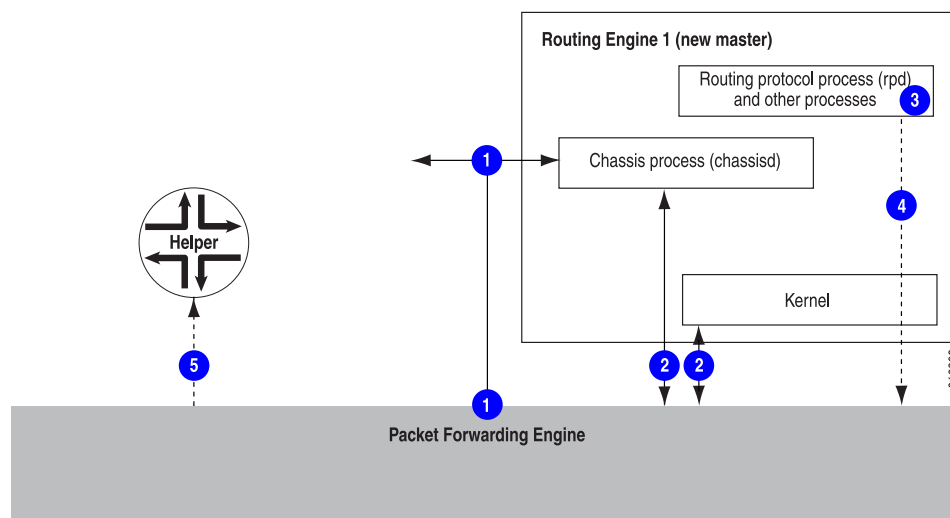 Routing Engine 1 (new master)
Routing protocol process (rpd)
and other processes
3
1
Chassis process (chassisd)
4
Helper
Kernel
5
2
2
1
Packet Forwarding Engine